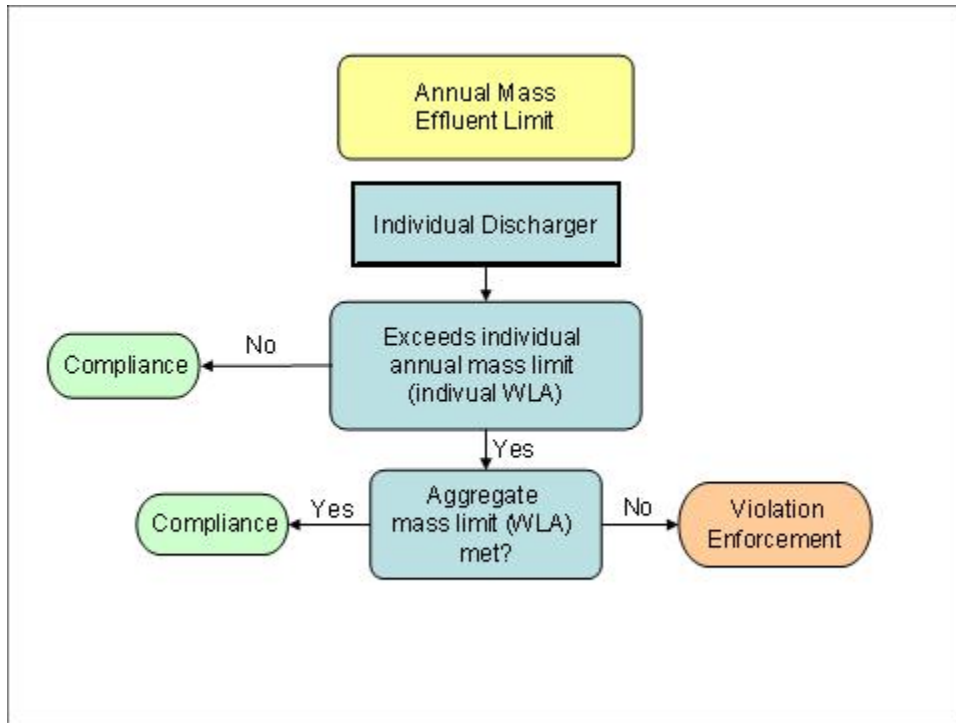 Annual Mass
Effluent Limit
Individual Discharger
Exceeds individual
annual mass limit
(indivual WLA)
No
Compliance
Yes
Aggregate
mass limit (WLA)
met?
Yes
Compliance
No
Violation
Enforcement